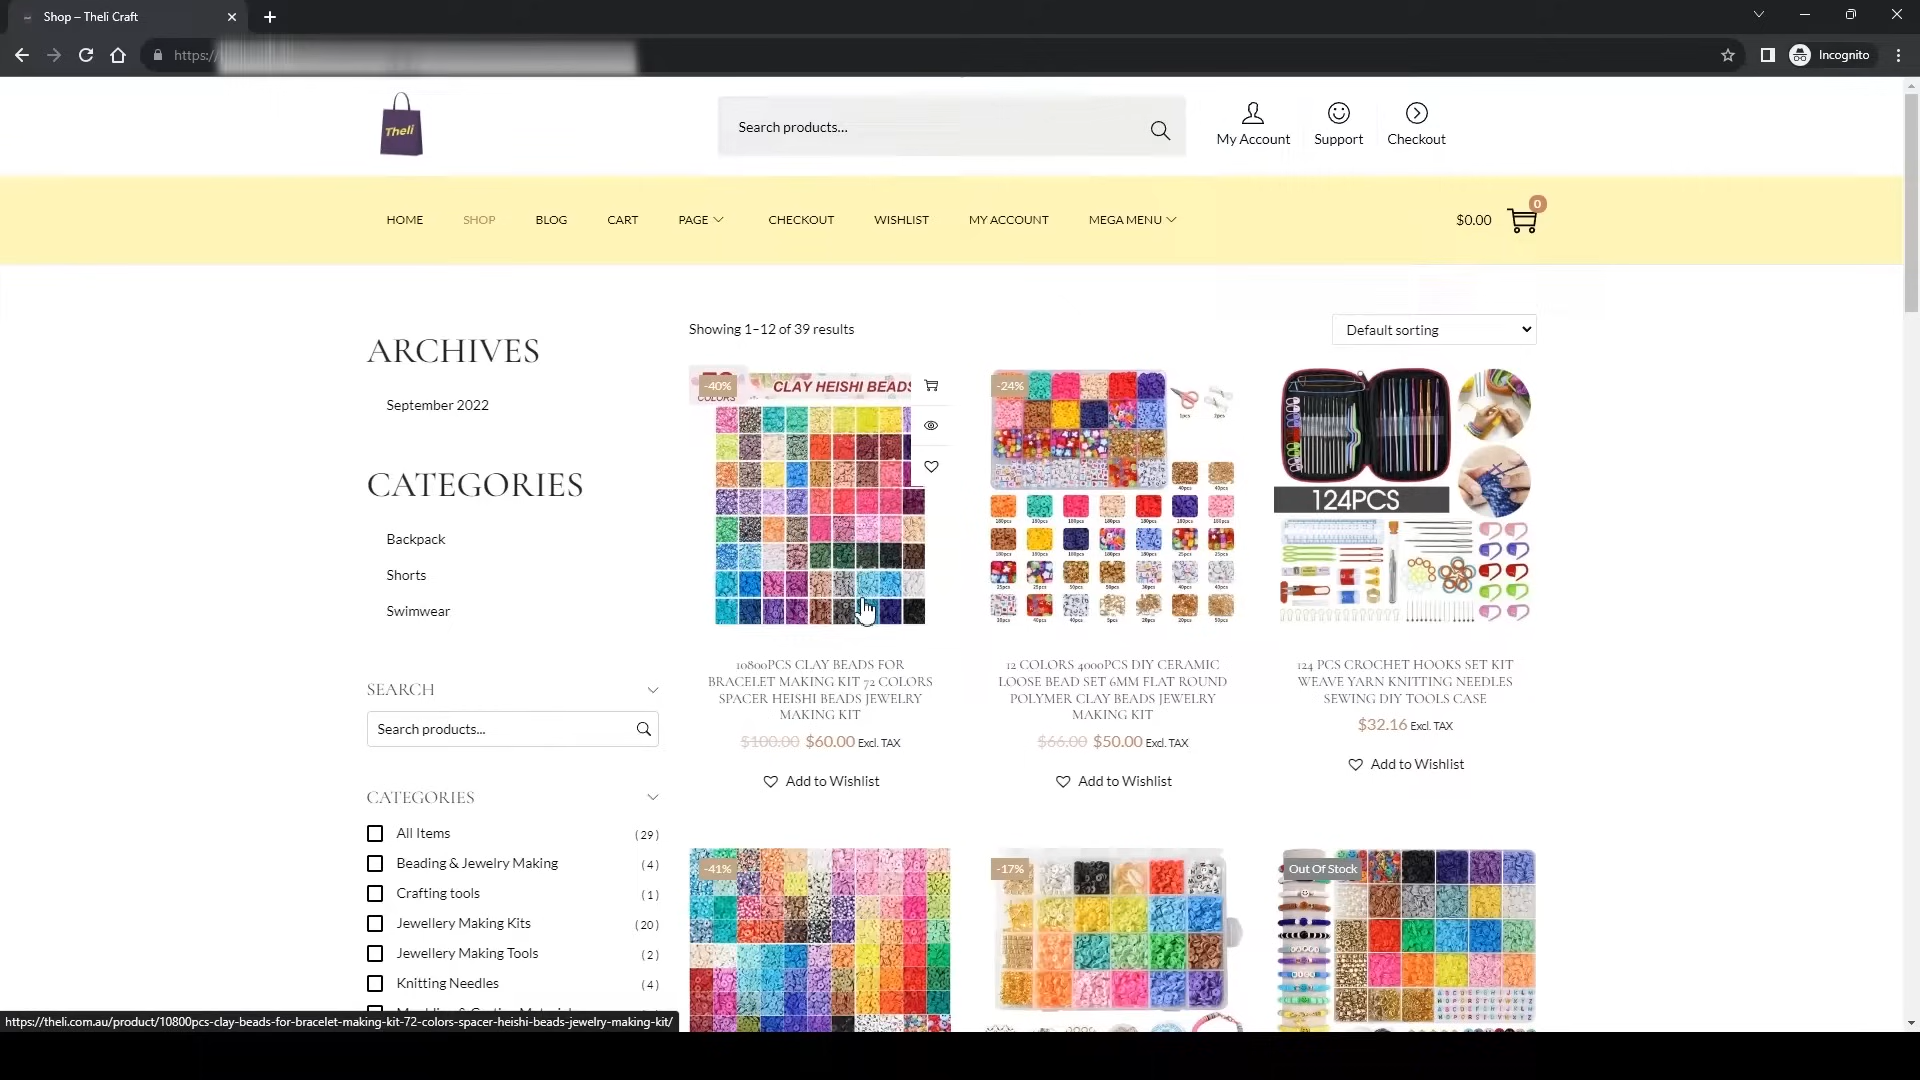 Shop – Theli Craft
https://
Incognito
Theli
Search products...
My Account
Support
Checkout
HOME
SHOP
BLOG
CART
PAGE
CHECKOUT
WISHLIST
MY ACCOUNT
MEGA MENU
$0.00
0
ARCHIVES
September 2022
CATEGORIES
Backpack
Shorts
Swimwear
SEARCH
Search products...
CATEGORIES
All Items (29)
Beading & Jewelry Making (4)
Crafting tools (1)
Jewellery Making Kits (20)
Jewellery Making Tools (2)
Knitting Needles (4)
Showing 1–12 of 39 results
Default sorting
-40%
CLAY HEISHI BEADS
COLORS
10800PCS CLAY BEADS FOR
BRACELET MAKING KIT 72 COLORS
SPACER HEISHI BEADS JEWELRY
MAKING KIT
$100.00 $60.00 Excl. TAX
Add to Wishlist
-24%
12 COLORS 4000PCS DIY CERAMIC
LOOSE BEAD SET 6MM FLAT ROUND
POLYMER CLAY BEADS JEWELRY
MAKING KIT
$66.00 $50.00 Excl. TAX
Add to Wishlist
124PCS
124 PCS CROCHET HOOKS SET KIT
WEAVE YARN KNITTING NEEDLES
SEWING DIY TOOLS CASE
$32.16 Excl. TAX
Add to Wishlist
-41%
-17%
Out Of Stock
https://theli.com.au/product/10800pcs-clay-beads-for-bracelet-making-kit-72-colors-spacer-heishi-beads-jewelry-making-kit/